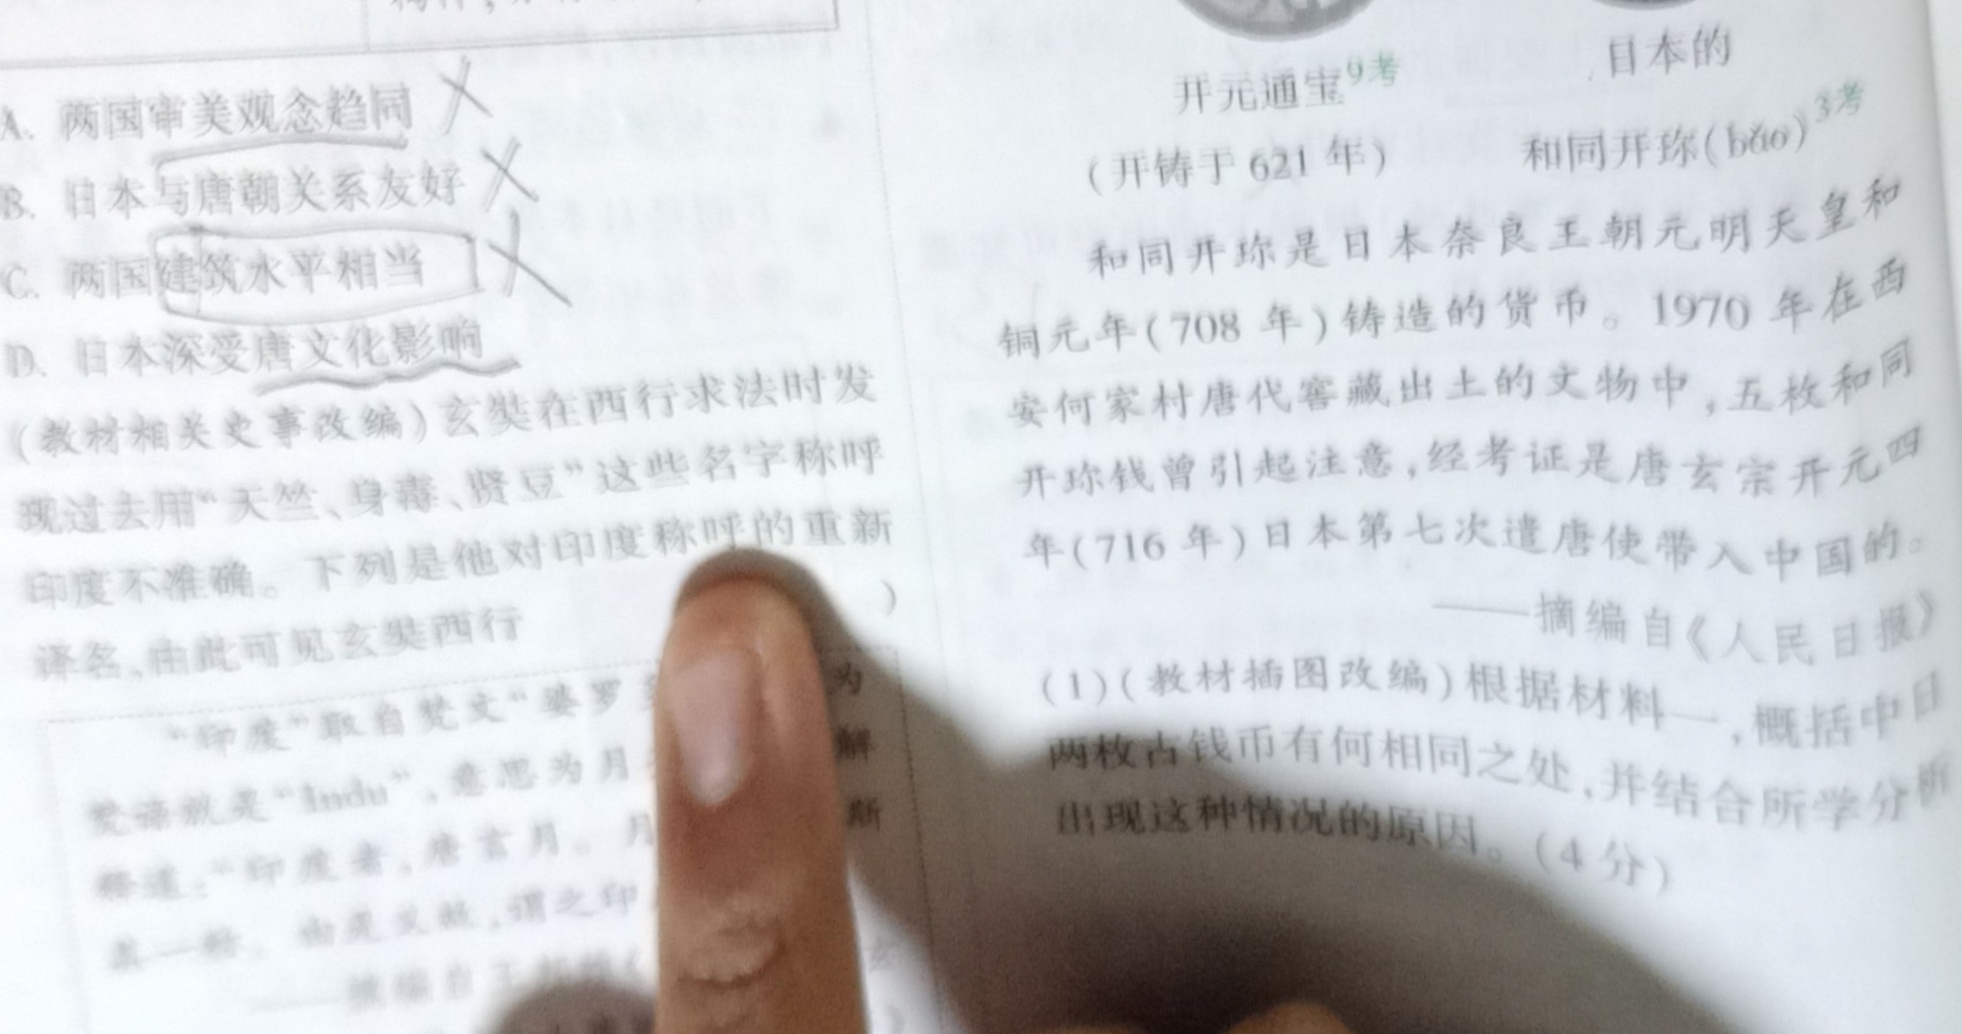 A. 两国审美观念趋同
B. 日本与唐朝关系友好
C. 两国建筑水平相当
D. 日本深受唐文化影响
(教材相关史事改编)玄奘在西行求法时发
现过去用“天竺、身毒、贤豆”这些名字称呼
印度不准确。下列是他对印度称呼的重新
译名,由此可见玄奘西行 )
“印度”取自梵文“婆罗 为
就是“Indu”,意思为月 解
释道:“印度者,唐言月。月 斯
其一称。由是义故,谓之印
摘编自
开元通宝9考
(开铸于621年)
日本的
和同开珎(bǎo)3考
和同开珎是日本奈良王朝元明天皇和
铜元年(708年)铸造的货币。1970年在西
安何家村唐代窖藏出土的文物中,五枚和同
开珎钱曾引起注意,经考证是唐玄宗开元四
年(716年)日本第七次遣唐使带入中国的。
——摘编自《人民日报》
(1)(教材插图改编)根据材料一,概括中日
两枚古钱币有何相同之处,并结合所学分析
出现这种情况的原因。(4分)